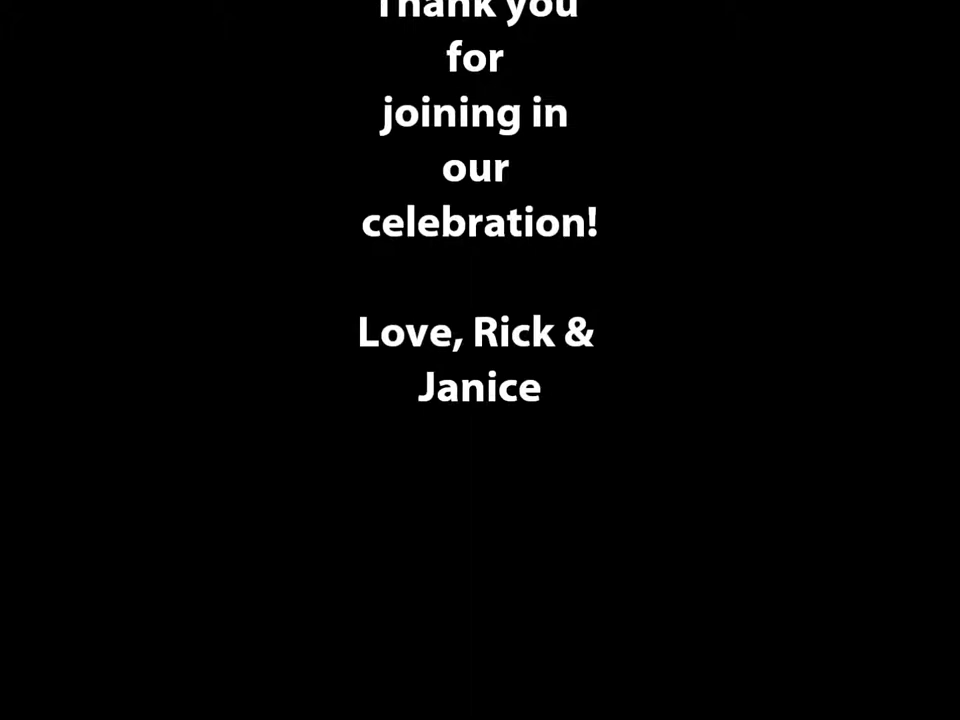 Thank you
for
joining in
our
celebration!
Love, Rick &
Janice